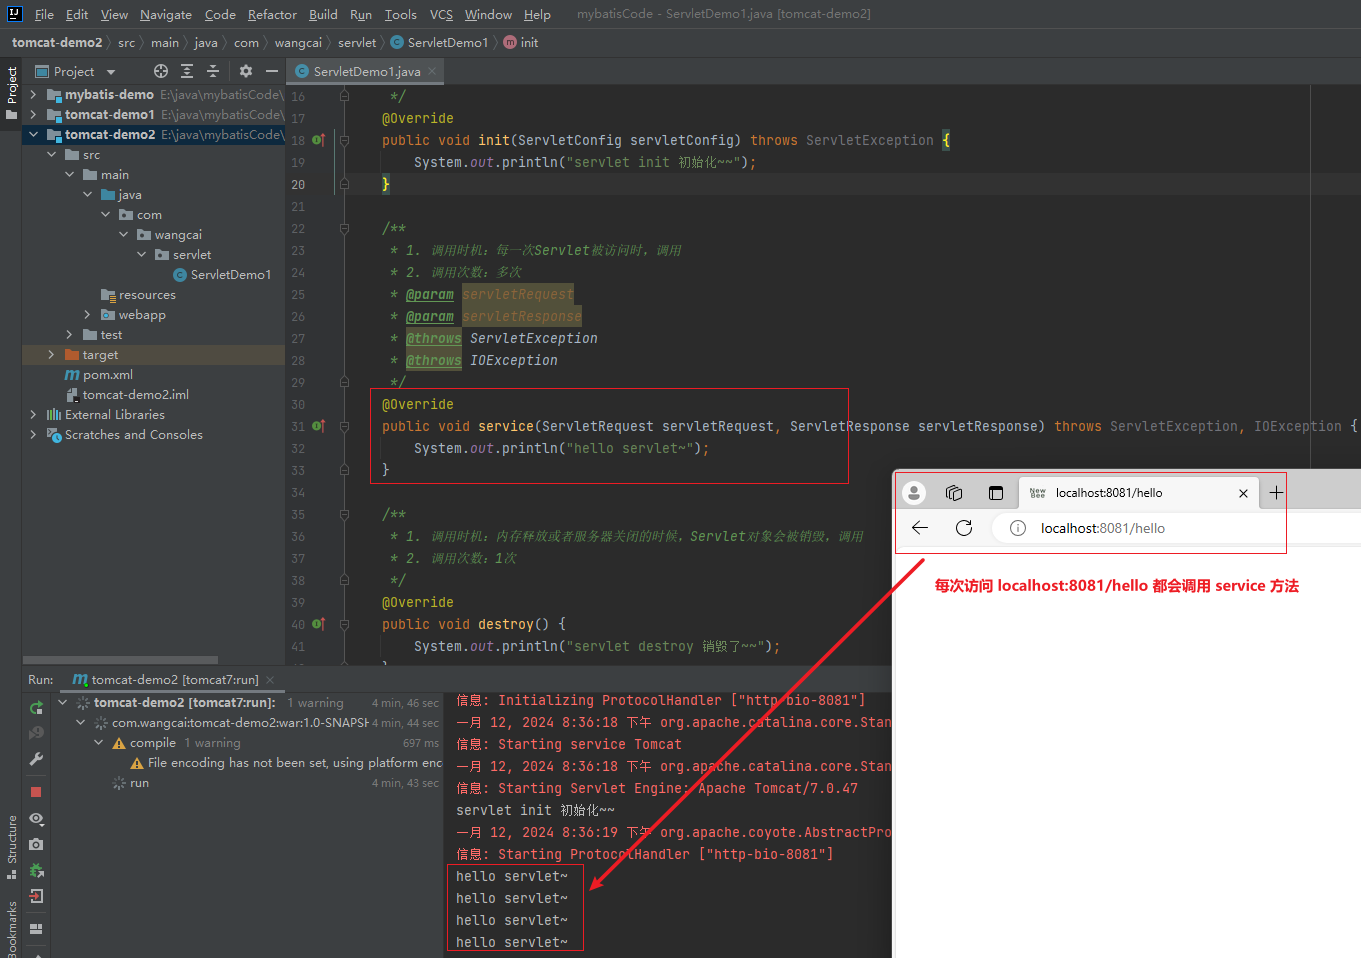 File Edit View Navigate Code Refactor Build Run Tools VCS Window Help mybatisCode - ServletDemo1.java [tomcat-demo2]
tomcat-demo2 src main java com wangcai servlet ServletDemo1 init
Project
Project
ServletDemo1.java
mybatis-demo E:\java\mybatisCode\
tomcat-demo1 E:\java\mybatisCode\
tomcat-demo2 E:\java\mybatisCode\
src
main
java
com
wangcai
servlet
ServletDemo1
resources
webapp
test
target
pom.xml
tomcat-demo2.iml
External Libraries
Scratches and Consoles
16 */
17 @Override
18 public void init(ServletConfig servletConfig) throws ServletException {
19 System.out.println("servlet init 初始化~~");
20 }
21
22 /**
23 * 1. 调用时机：每一次Servlet被访问时，调用
24 * 2. 调用次数：多次
25 * @param servletRequest
26 * @param servletResponse
27 * @throws ServletException
28 * @throws IOException
29 */
30 @Override
31 public void service(ServletRequest servletRequest, ServletResponse servletResponse) throws ServletException, IOException {
32 System.out.println("hello servlet~");
33 }
34
35 /**
36 * 1. 调用时机：内存释放或者服务器关闭的时候，Servlet对象会被销毁，调用
37 * 2. 调用次数：1次
38 */
39 @Override
40 public void destroy() {
41 System.out.println("servlet destroy 销毁了~~");
New Bee localhost:8081/hello
localhost:8081/hello
每次访问 localhost:8081/hello 都会调用 service 方法
Run: tomcat-demo2 [tomcat7:run]
tomcat-demo2 [tomcat7:run]: 1 warning 4 min, 46 sec
com.wangcai:tomcat-demo2:war:1.0-SNAPSH 4 min, 44 sec
compile 1 warning 697 ms
File encoding has not been set, using platform enc
run 4 min, 43 sec
信息: Initializing ProtocolHandler ["http-bio-8081"]
一月 12, 2024 8:36:18 下午 org.apache.catalina.core.Stan
信息: Starting service Tomcat
一月 12, 2024 8:36:18 下午 org.apache.catalina.core.Stan
信息: Starting Servlet Engine: Apache Tomcat/7.0.47
servlet init 初始化~~
一月 12, 2024 8:36:19 下午 org.apache.coyote.AbstractPro
信息: Starting ProtocolHandler ["http-bio-8081"]
hello servlet~
hello servlet~
hello servlet~
hello servlet~
Structure
Bookmarks